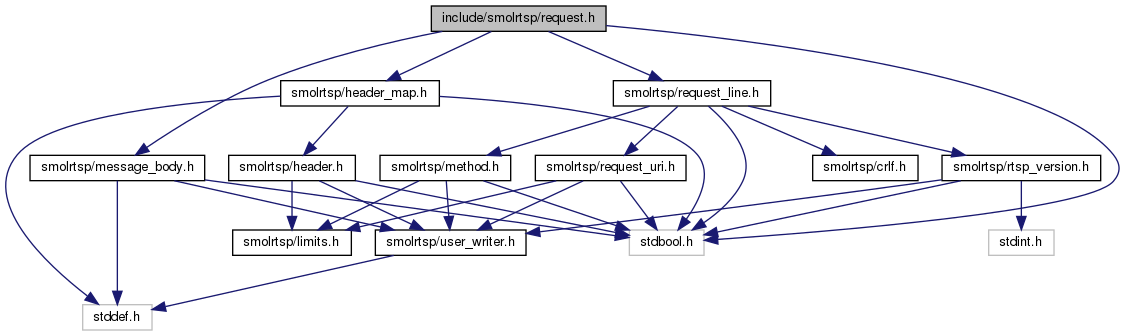 include/smolrtsp/request.h
smolrtsp/header_map.h
smolrtsp/request_line.h
smolrtsp/message_body.h
smolrtsp/header.h
smolrtsp/method.h
smolrtsp/request_uri.h
smolrtsp/crlf.h
smolrtsp/rtsp_version.h
smolrtsp/limits.h
smolrtsp/user_writer.h
stdbool.h
stdint.h
stddef.h